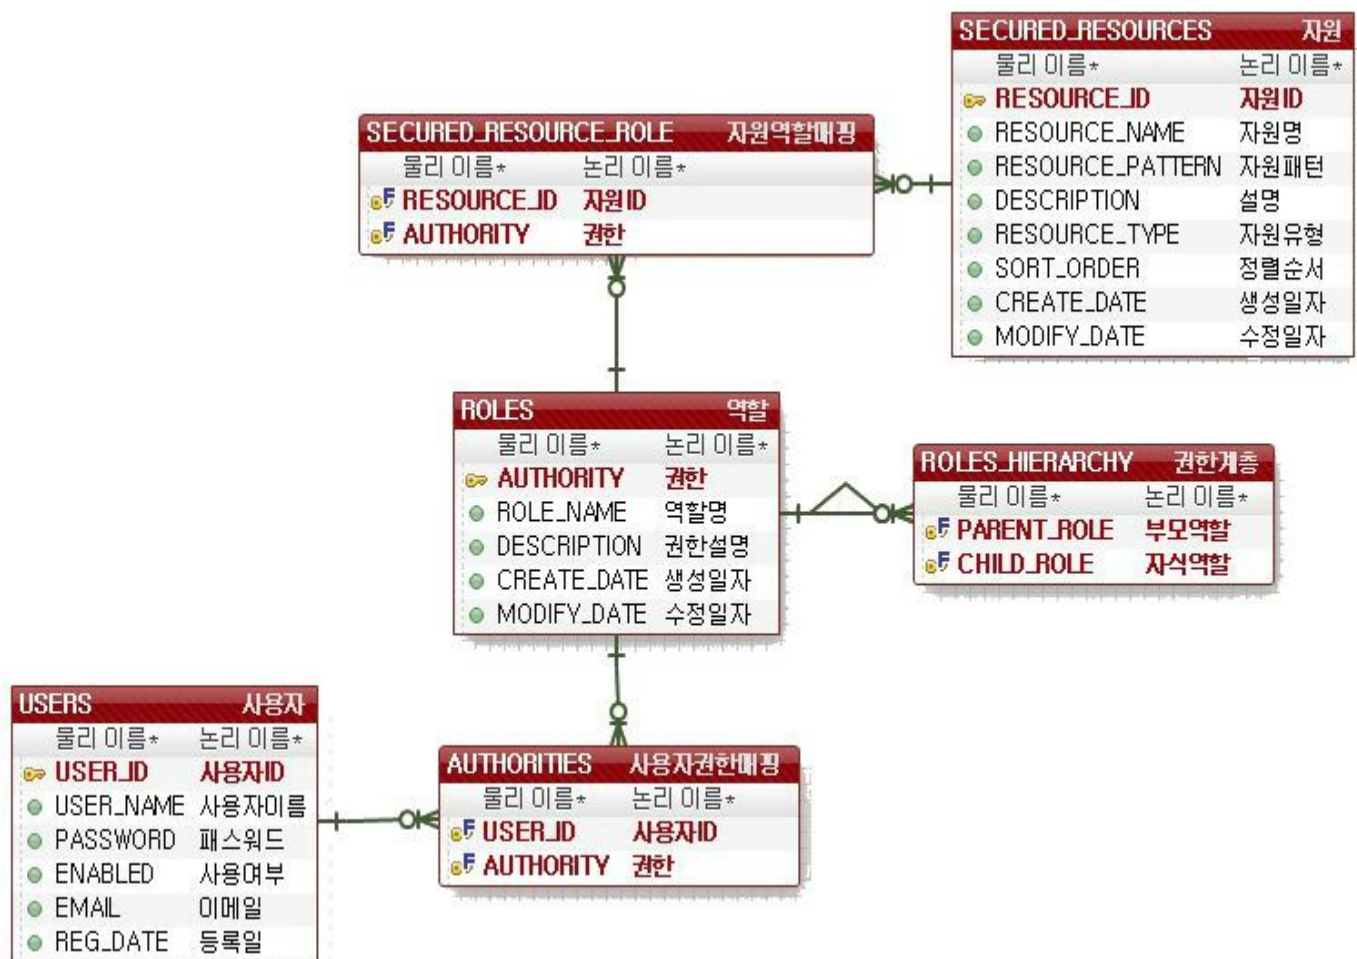 SECURED_RESOURCES 자원
물리 이름* 논리 이름*
RESOURCE_ID 자원ID
RESOURCE_NAME 자원명
RESOURCE_PATTERN 자원패턴
DESCRIPTION 설명
RESOURCE_TYPE 자원유형
SORT_ORDER 정렬순서
CREATE_DATE 생성일자
MODIFY_DATE 수정일자
SECURED_RESOURCE_ROLE 자원역할매핑
물리 이름* 논리 이름*
RESOURCE_ID 자원ID
AUTHORITY 권한
ROLES 역할
물리 이름* 논리 이름*
AUTHORITY 권한
ROLE_NAME 역할명
DESCRIPTION 권한설명
CREATE_DATE 생성일자
MODIFY_DATE 수정일자
ROLES_HIERARCHY 권한계층
물리 이름* 논리 이름*
PARENT_ROLE 부모역할
CHILD_ROLE 자식역할
USERS 사용자
물리 이름* 논리 이름*
USER_ID 사용자ID
USER_NAME 사용자이름
PASSWORD 패스워드
ENABLED 사용여부
EMAIL 이메일
REG_DATE 등록일
AUTHORITIES 사용자권한매핑
물리 이름* 논리 이름*
USER_ID 사용자ID
AUTHORITY 권한